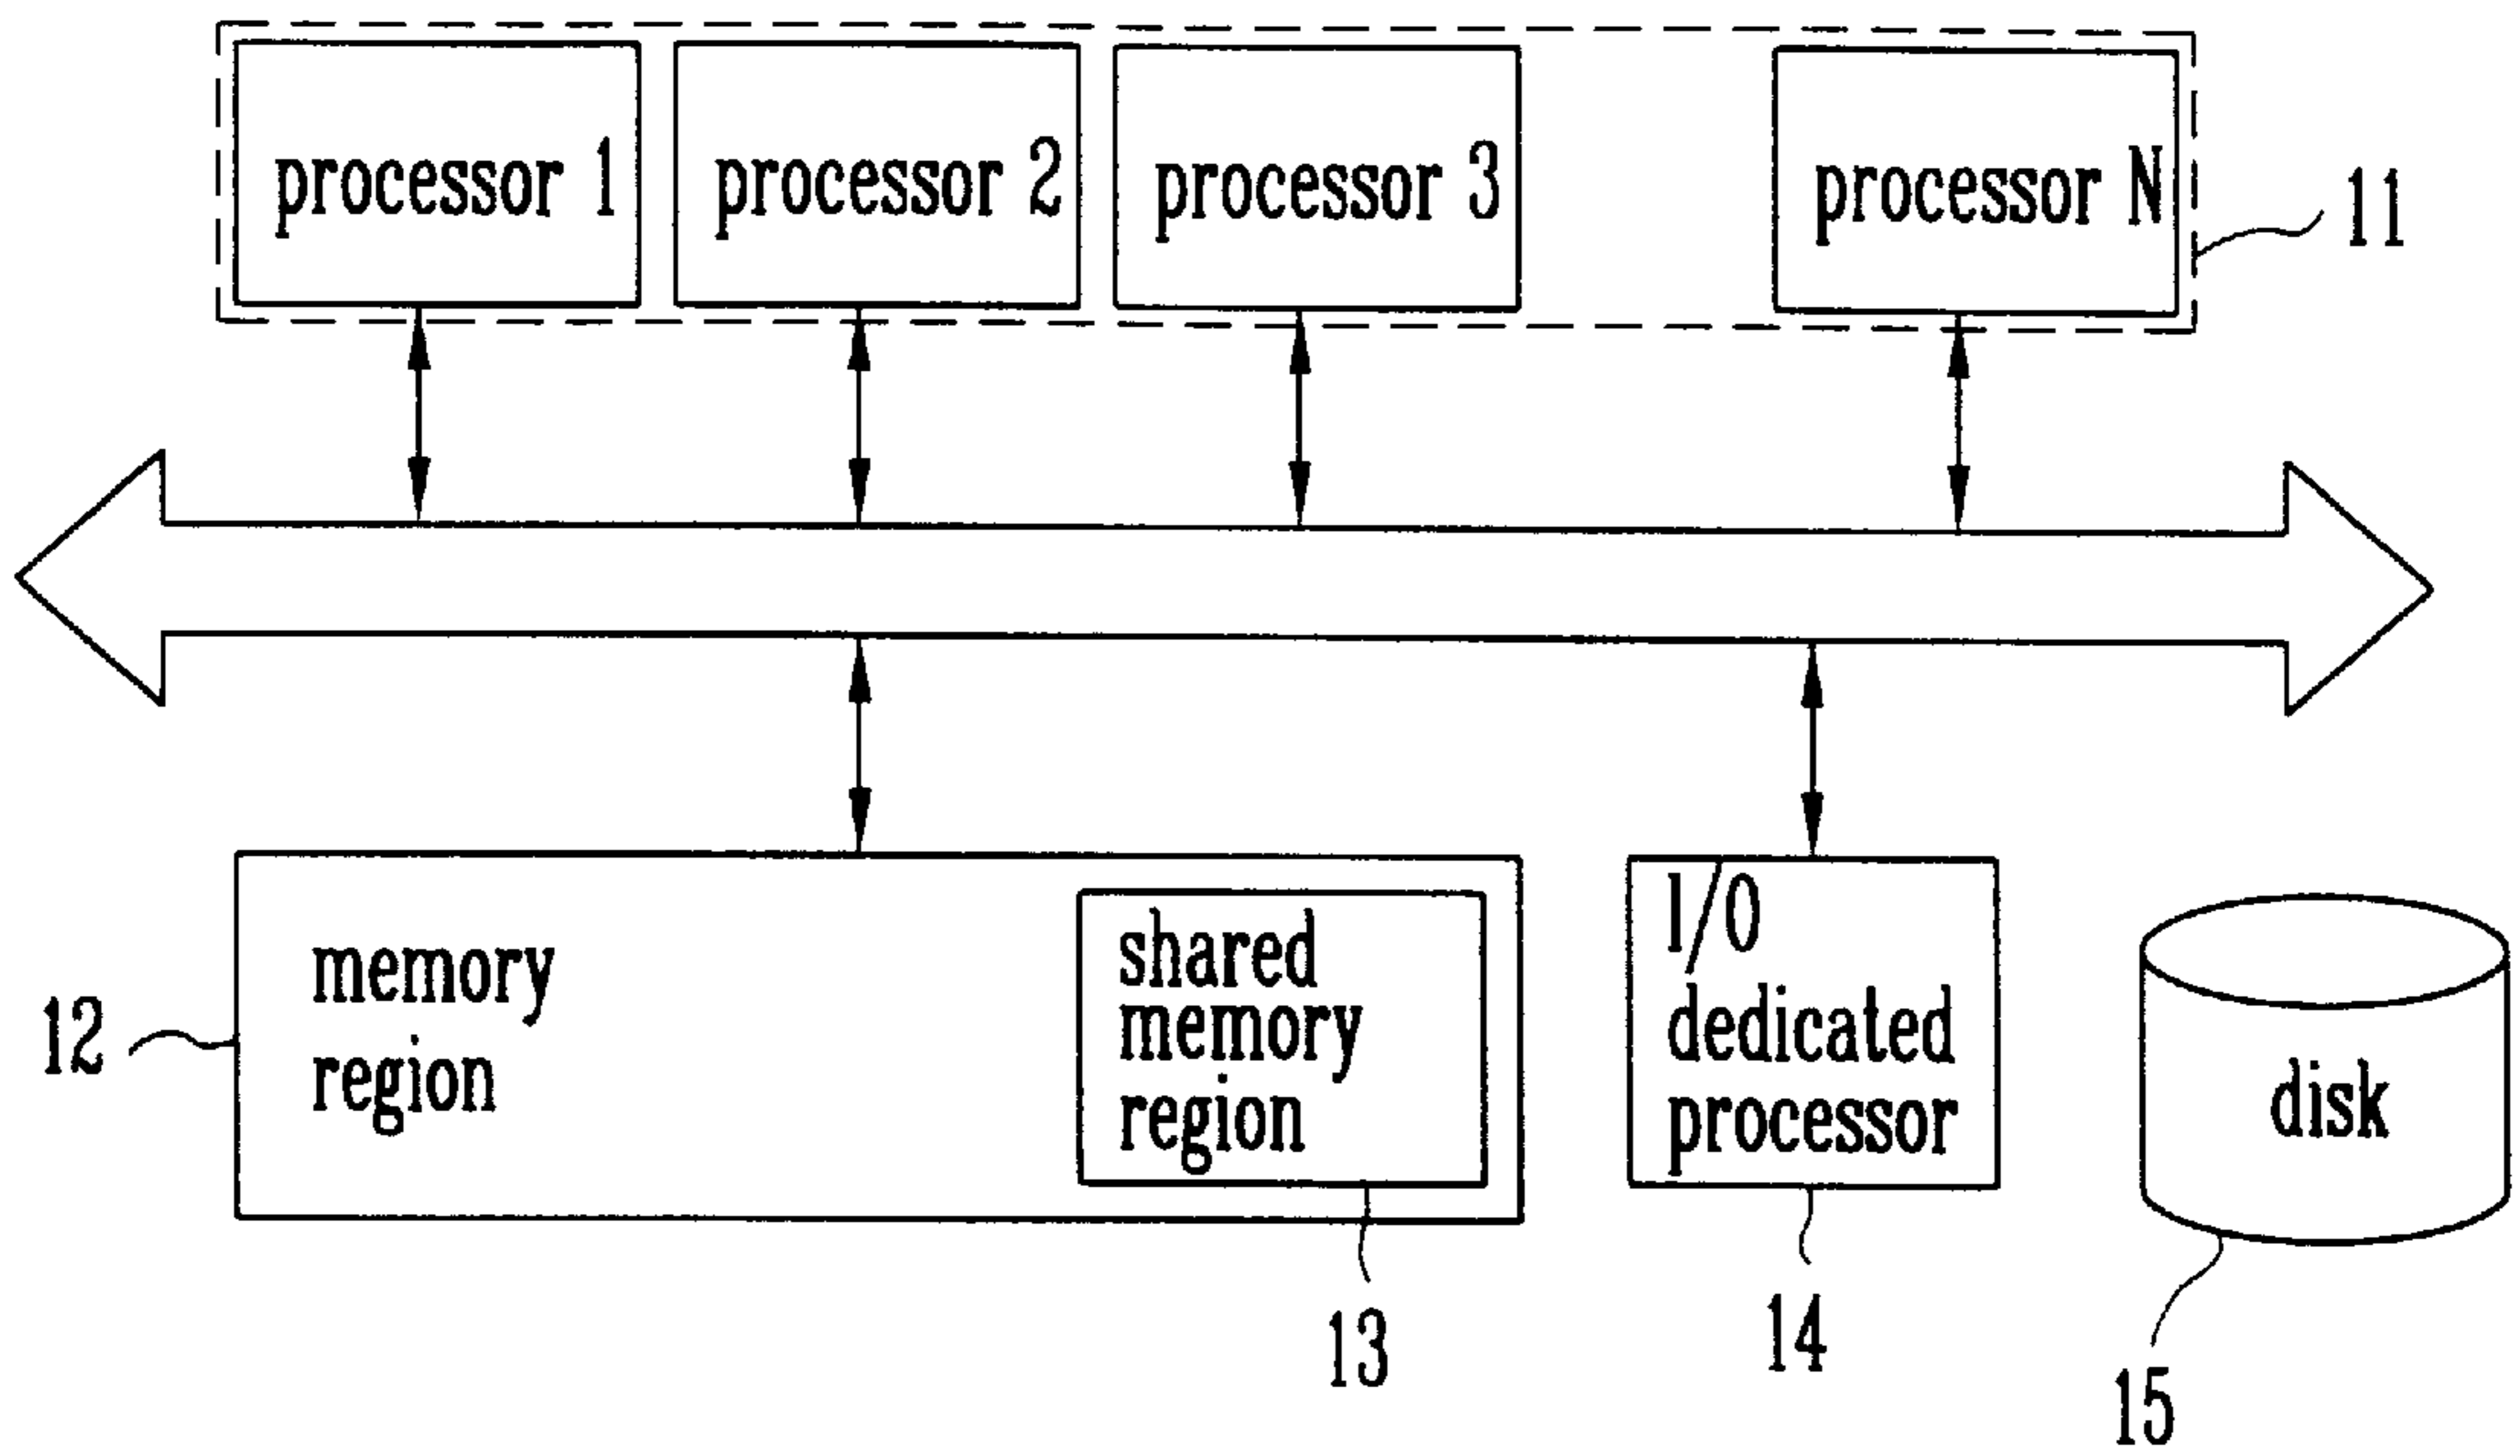 processor 1
processor 2
processor 3
processor N
11
memory
region
shared
memory
region
I/O
dedicated
processor
disk
12
13
14
15